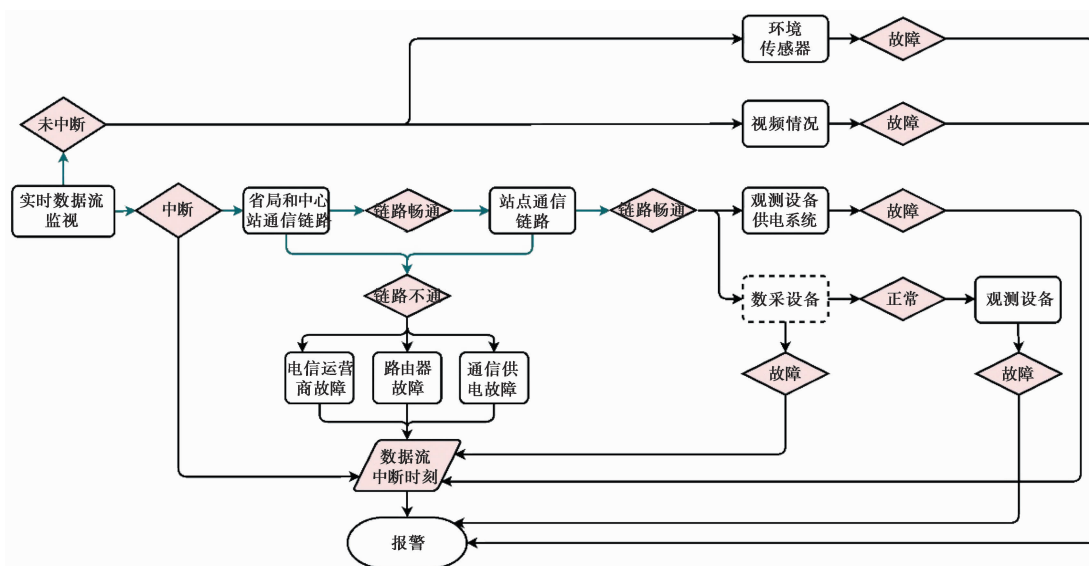 环境
传感器
故障
未中断
视频情况
故障
实时数据流
监视
中断
省局和中心
站通信链路
链路畅通
站点通信
链路
链路畅通
观测设备
供电系统
故障
链路不通
数采设备
正常
观测设备
电信运营
商故障
路由器
故障
通信供
电故障
故障
故障
数据流
中断时刻
报警